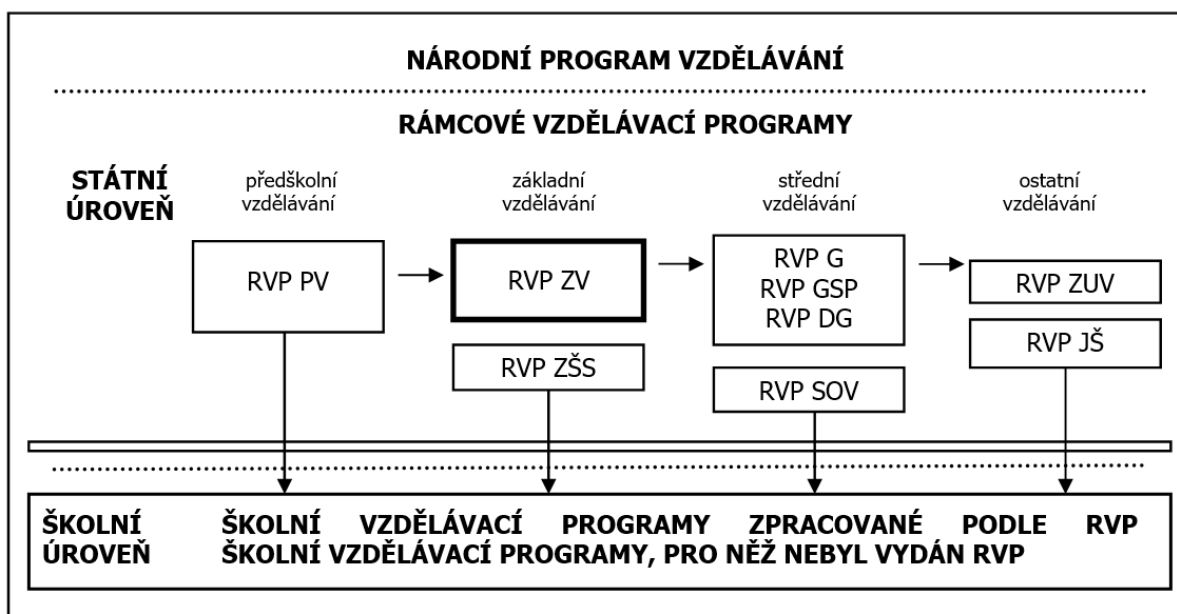 NÁRODNÍ PROGRAM VZDĚLÁVÁNÍ
RÁMCOVÉ VZDĚLÁVACÍ PROGRAMY
STÁTNÍ
ÚROVEŇ
předškolní
vzdělávání
základní
vzdělávání
střední
vzdělávání
ostatní
vzdělávání
RVP PV
RVP ZV
RVP ZŠS
RVP G
RVP GSP
RVP DG
RVP SOV
RVP ZUV
RVP JŠ
ŠKOLNÍ ŠKOLNÍ VZDĚLÁVACÍ PROGRAMY ZPRACOVANÉ PODLE RVP
ÚROVEŇ ŠKOLNÍ VZDĚLÁVACÍ PROGRAMY, PRO NĚŽ NEBYL VYDÁN RVP